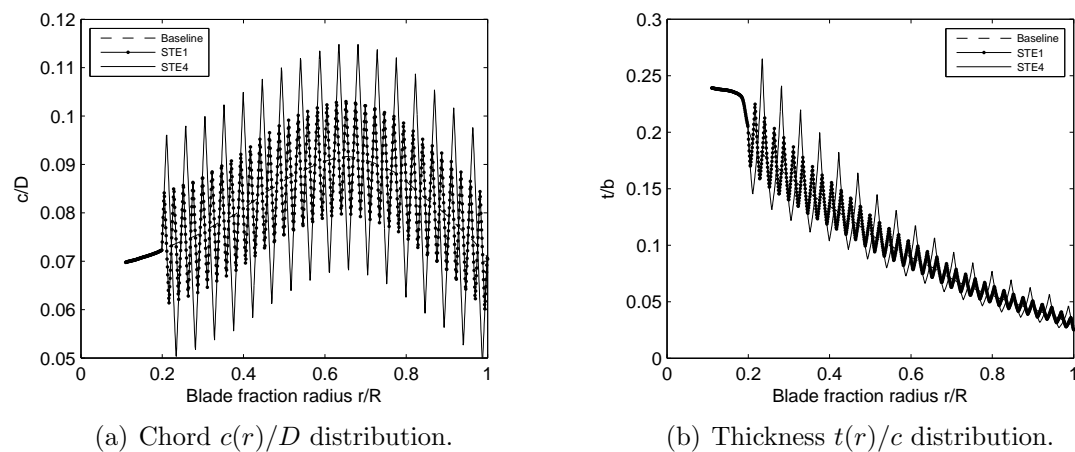 0.12
0.11
0.1
0.09
0.08
0.07
0.06
0.05
c/D
Baseline
STE1
STE4
0 0.2 0.4 0.6 0.8 1
Blade fraction radius r/R
(a) Chord c(r)/D distribution.
0.3
0.25
0.2
0.15
0.1
0.05
0
t/b
Baseline
STE1
STE4
0 0.2 0.4 0.6 0.8 1
Blade fraction radius r/R
(b) Thickness t(r)/c distribution.